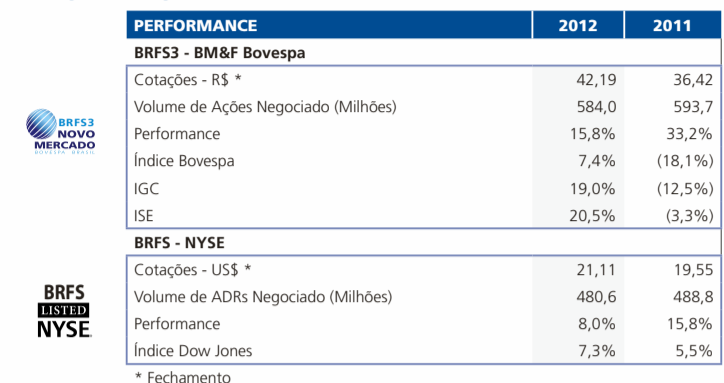 PERFORMANCE 2012 2011
BRFS3 - BM&F Bovespa
Cotações - R$ * 42,19 36,42
Volume de Ações Negociado (Milhões) 584,0 593,7
Performance 15,8% 33,2%
Índice Bovespa 7,4% (18,1%)
IGC 19,0% (12,5%)
ISE 20,5% (3,3%)
BRFS3
NOVO
MERCADO
BOVESPA BRASIL
BRFS - NYSE
Cotações - US$ * 21,11 19,55
Volume de ADRs Negociado (Milhões) 480,6 488,8
Performance 8,0% 15,8%
Índice Dow Jones 7,3% 5,5%
BRFS
LISTED
NYSE.
* Fechamento